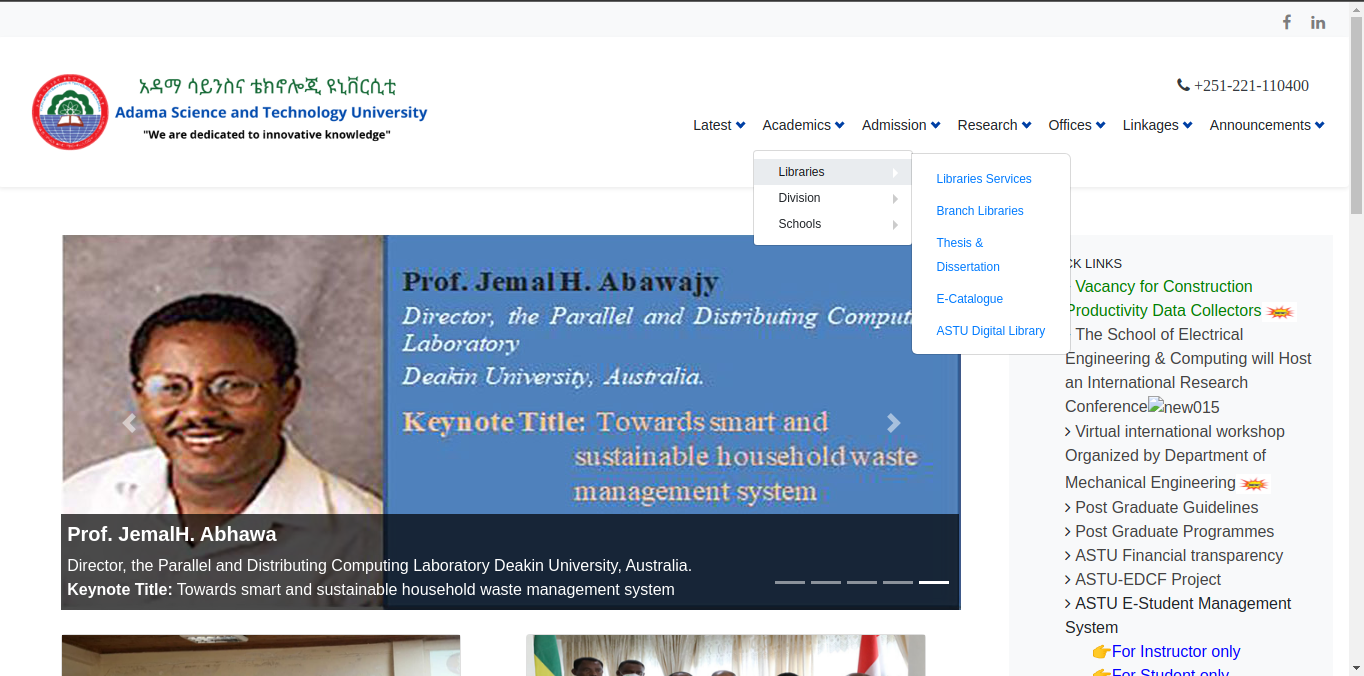 +251-221-110400
አዳማ ሳይንስና ቴክኖሎጂ ዩኒቨርሲቲ
Adama Science and Technology University
"We are dedicated to innovative knowledge"
Latest Academics Admission Research Offices Linkages Announcements
Libraries
Division
Schools
Libraries Services
Branch Libraries
Thesis &
Dissertation
E-Catalogue
ASTU Digital Library
Prof. Jemal H. Abawajy
Director, the Parallel and Distributing Comput
Laboratory
Deakin University, Australia.
Keynote Title: Towards smart and
sustainable household waste
management system
Prof. JemalH. Abhawa
Director, the Parallel and Distributing Computing Laboratory Deakin University, Australia.
Keynote Title: Towards smart and sustainable household waste management system
CK LINKS
Vacancy for Construction
Productivity Data Collectors
The School of Electrical
Engineering & Computing will Host
an International Research
Conference new015
> Virtual international workshop
Organized by Department of
Mechanical Engineering
> Post Graduate Guidelines
> Post Graduate Programmes
> ASTU Financial transparency
> ASTU-EDCF Project
> ASTU E-Student Management
System
👉For Instructor only
👉For Student only